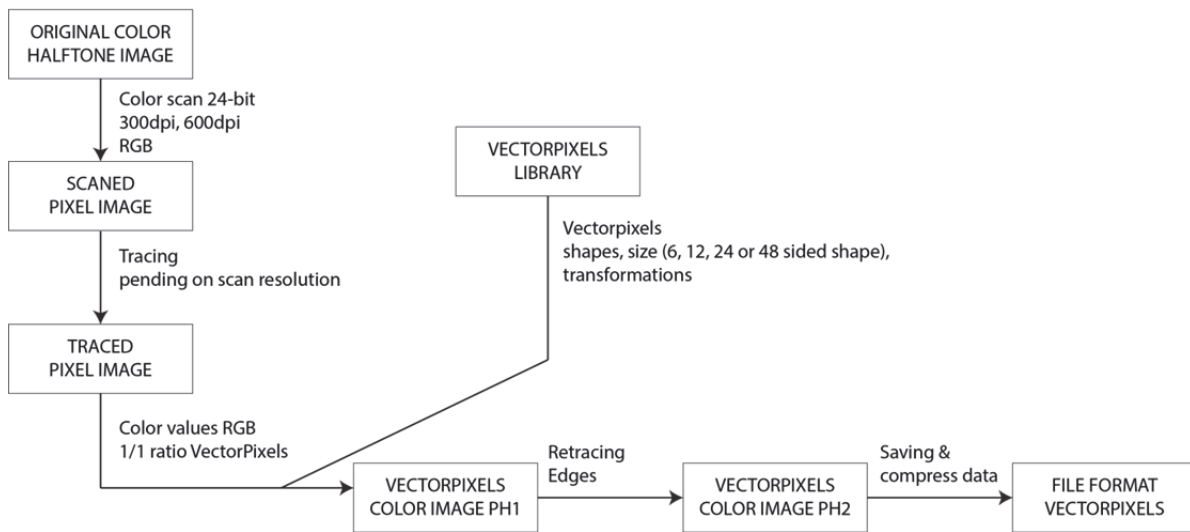 ORIGINAL COLOR
HALFTONE IMAGE
Color scan 24-bit
300dpi, 600dpi
RGB
VECTORPIXELS
LIBRARY
SCANED
PIXEL IMAGE
Vectorpixels
shapes, size (6, 12, 24 or 48 sided shape),
transformations
Tracing
pending on scan resolution
TRACED
PIXEL IMAGE
Color values RGB
1/1 ratio VectorPixels
VECTORPIXELS
COLOR IMAGE PH1
Retracing
Edges
VECTORPIXELS
COLOR IMAGE PH2
Saving &
compress data
FILE FORMAT
VECTORPIXELS